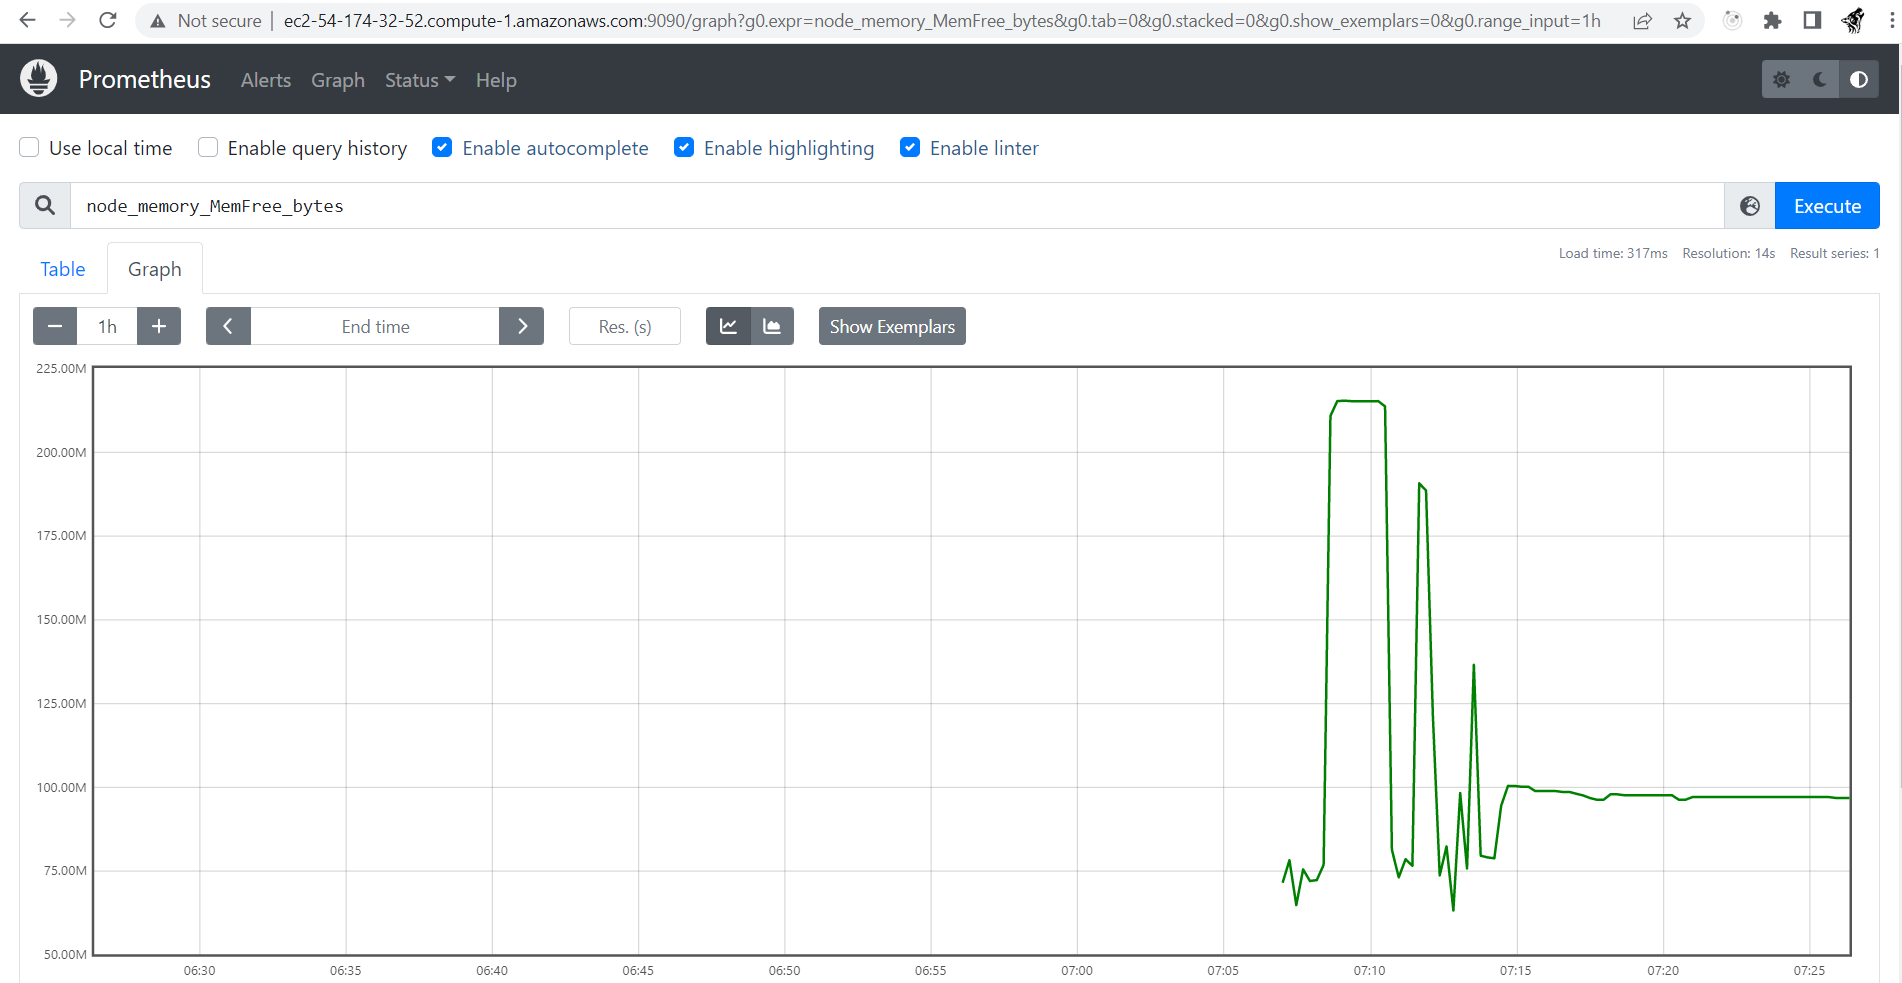 Not secure | ec2-54-174-32-52.compute-1.amazonaws.com:9090/graph?g0.expr=node_memory_MemFree_bytes&g0.tab=0&g0.stacked=0&g0.show_exemplars=0&g0.range_input=1h
Prometheus Alerts Graph Status Help
Use local time Enable query history Enable autocomplete Enable highlighting Enable linter
node_memory_MemFree_bytes Execute
Load time: 317ms Resolution: 14s Result series: 1
Table Graph
1h End time Res. (s) Show Exemplars
225.00M
200.00M
175.00M
150.00M
125.00M
100.00M
75.00M
50.00M
06:30 06:35 06:40 06:45 06:50 06:55 07:00 07:05 07:10 07:15 07:20 07:25